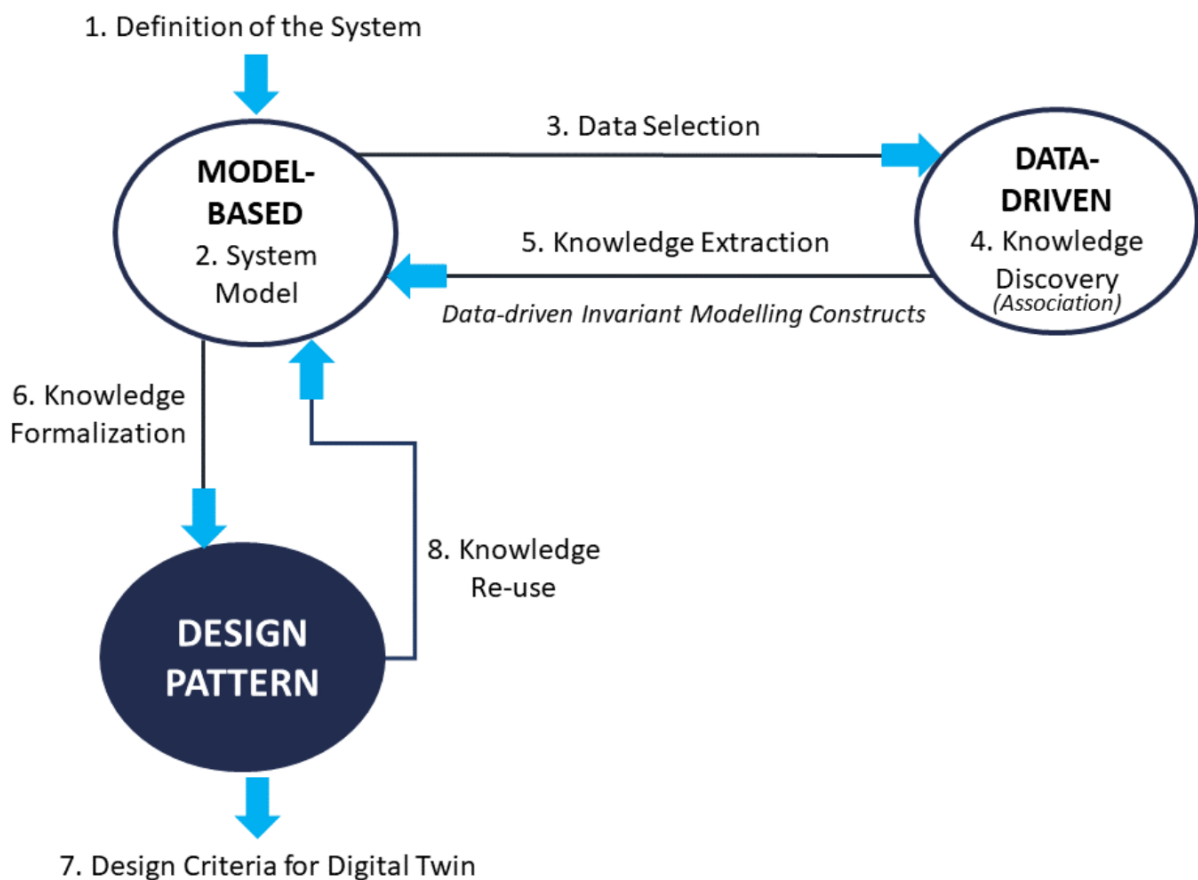 1. Definition of the System
3. Data Selection
MODEL-
BASED
2. System
Model
DATA-
DRIVEN
4. Knowledge
Discovery
(Association)
5. Knowledge Extraction
Data-driven Invariant Modelling Constructs
6. Knowledge
Formalization
8. Knowledge
Re-use
DESIGN
PATTERN
7. Design Criteria for Digital Twin